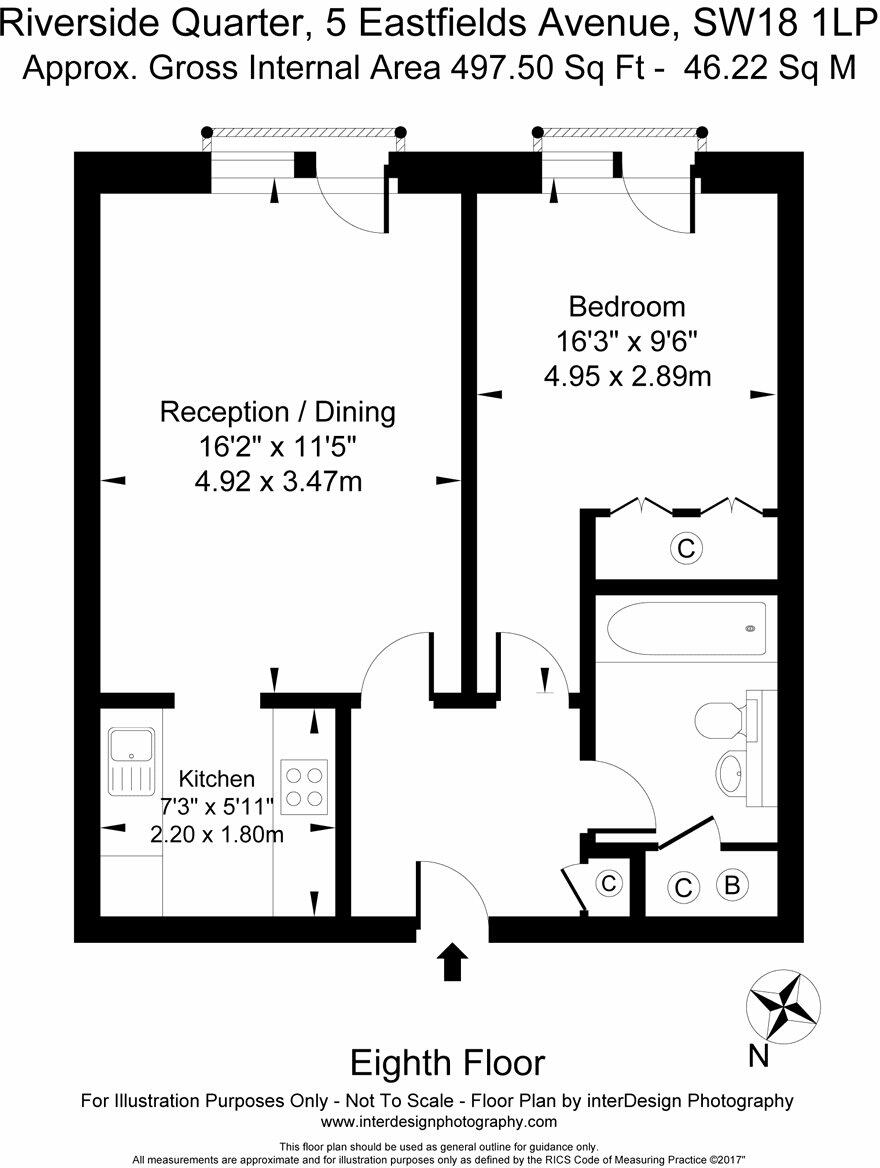 Riverside Quarter, 5 Eastfields Avenue, SW18 1LP
Approx. Gross Internal Area 497.50 Sq Ft - 46.22 Sq M
Bedroom
16'3" x 9'6"
4.95 x 2.89m
Reception / Dining
16'2" x 11'5"
4.92 x 3.47m
C
Kitchen
7'3" x 5'11"
2.20 x 1.80m
C
C
B
N
Eighth Floor
For Illustration Purposes Only - Not To Scale - Floor Plan by interDesign Photography
www.interdesignphotography.com
This floor plan should be used as general outline for guidance only.
All measurements are approximate and for illustration purposes only as defined by the RICS Code of Measuring Practice ©2017"